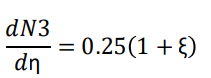 dN3/dη = 0.25(1 + ξ)